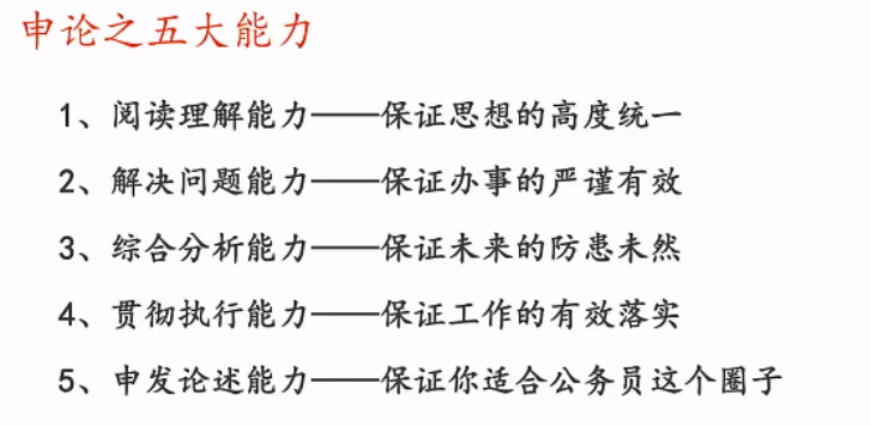 申论之五大能力
1、阅读理解能力——保证思想的高度统一
2、解决问题能力——保证办事的严谨有效
3、综合分析能力——保证未来的防患未然
4、贯彻执行能力——保证工作的有效落实
5、申发论述能力——保证你适合公务员这个圈子